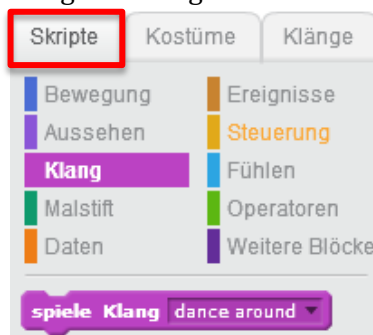 Skripte Kostüme Klänge
Bewegung Ereignisse
Aussehen Steuerung
Klang Fühlen
Malstift Operatoren
Daten Weitere Blöcke
spiele Klang dance around